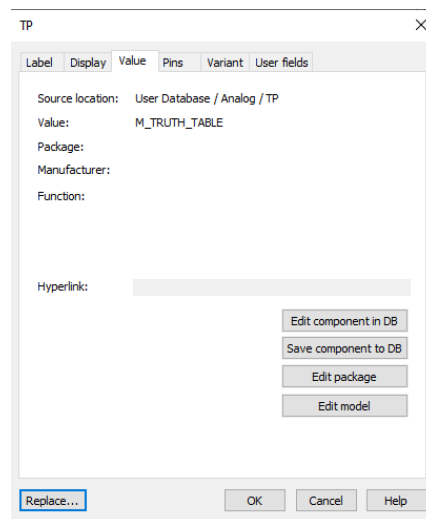 TP
Label Display Value Pins Variant User fields
Source location: User Database / Analog / TP
Value: M_TRUTH_TABLE
Package:
Manufacturer:
Function:
Hyperlink:
Edit component in DB
Save component to DB
Edit package
Edit model
Replace... OK Cancel Help